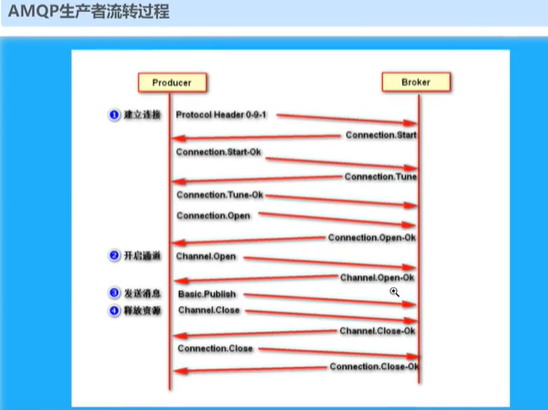 AMQP生产者流转过程
Producer
Broker
1 建立连接 Protocol Header 0-9-1
Connection.Start
Connection.Start-Ok
Connection.Tune
Connection.Tune-Ok
Connection.Open
Connection.Open-Ok
2 开启通道 Channel.Open
Channel.Open-Ok
3 发送消息 Basic.Publish
4 释放资源 Channel.Close
Channel.Close-Ok
Connection.Close
Connection.Close-Ok